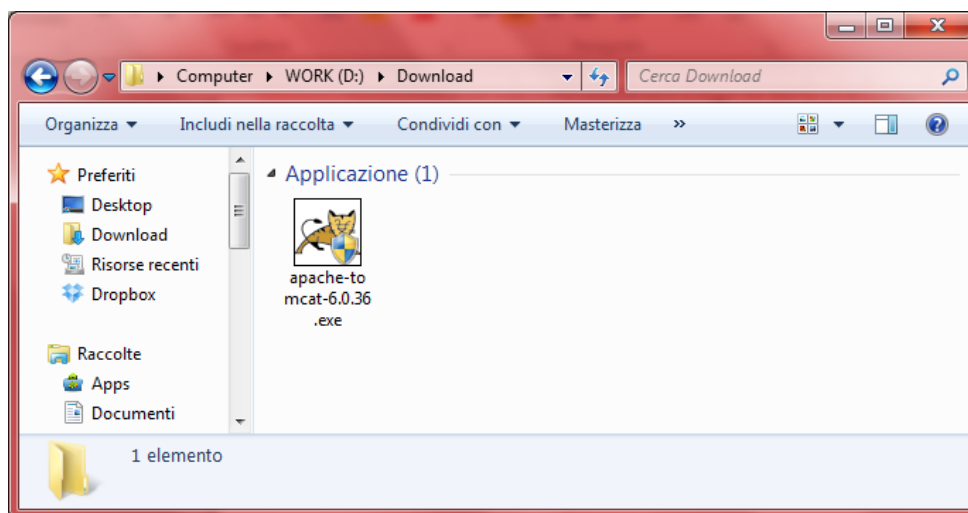 Computer ▸ WORK (D:) ▸ Download
Cerca Download
Organizza
Includi nella raccolta
Condividi con
Masterizza
»
Preferiti
Desktop
Download
Risorse recenti
Dropbox
Raccolte
Apps
Documenti
Applicazione (1)
apache-to
mcat-6.0.36
.exe
1 elemento